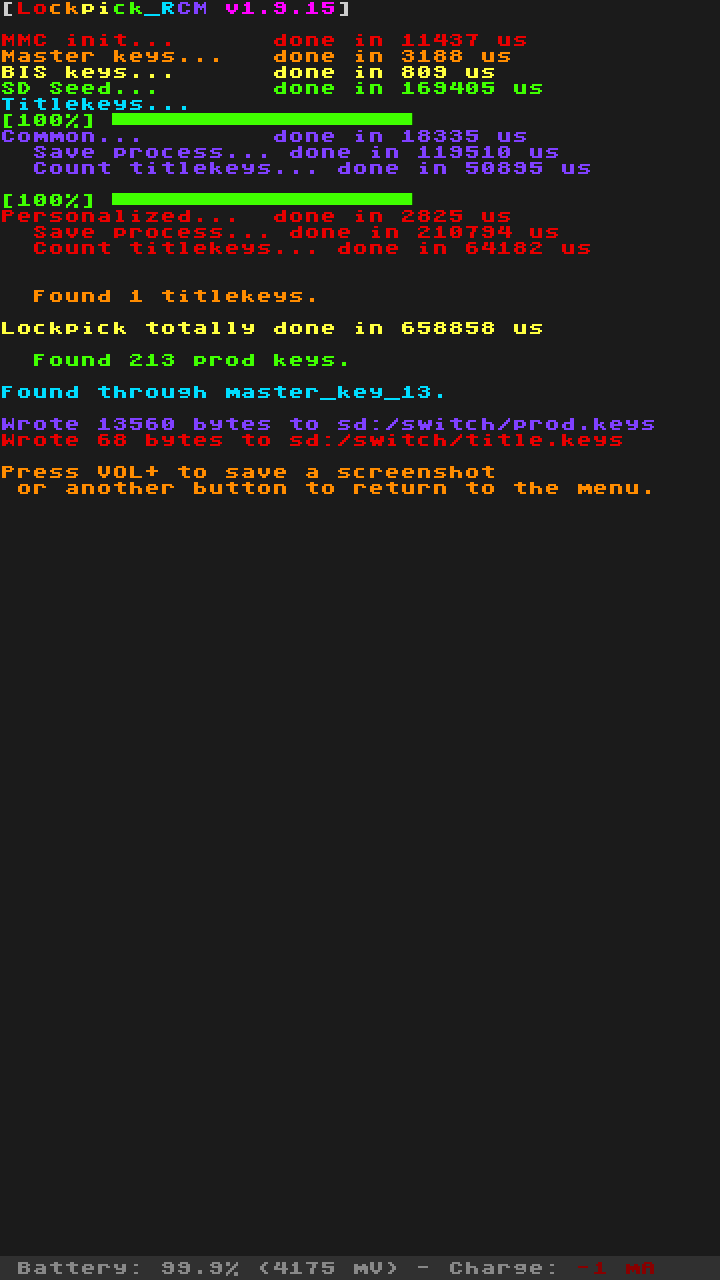 [Lockpick_RCM v1.9.15]
MMC init... done in 11437 us
Master keys... done in 3188 us
BIS keys... done in 809 us
SD Seed... done in 169405 us
Titlekeys...
[100%]
Common... done in 18335 us
Save process... done in 119510 us
Count titlekeys... done in 50895 us
[100%]
Personalized... done in 2825 us
Save process... done in 210794 us
Count titlekeys... done in 64182 us
Found 1 titlekeys.
Lockpick totally done in 658858 us
Found 213 prod keys.
Found through master_key_13.
Wrote 13560 bytes to sd:/switch/prod.keys
Wrote 68 bytes to sd:/switch/title.keys
Press VOL+ to save a screenshot
or another button to return to the menu.
Battery: 99.9% (4175 mV) - Charge: -1 mA